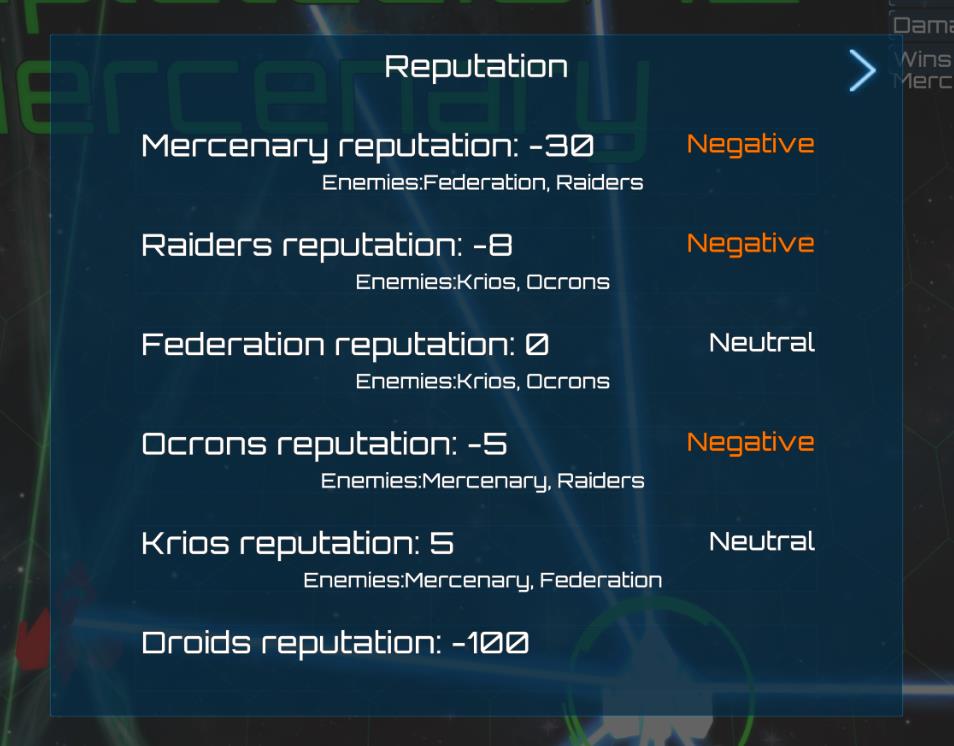 Reputation
Mercenary reputation: -30
Negative
Enemies:Federation, Raiders
Raiders reputation: -8
Negative
Enemies:Krios, Ocrons
Federation reputation: 0
Neutral
Enemies:Krios, Ocrons
Ocrons reputation: -5
Negative
Enemies:Mercenary, Raiders
Krios reputation: 5
Neutral
Enemies:Mercenary, Federation
Droids reputation: -100
Wins
Mercenary